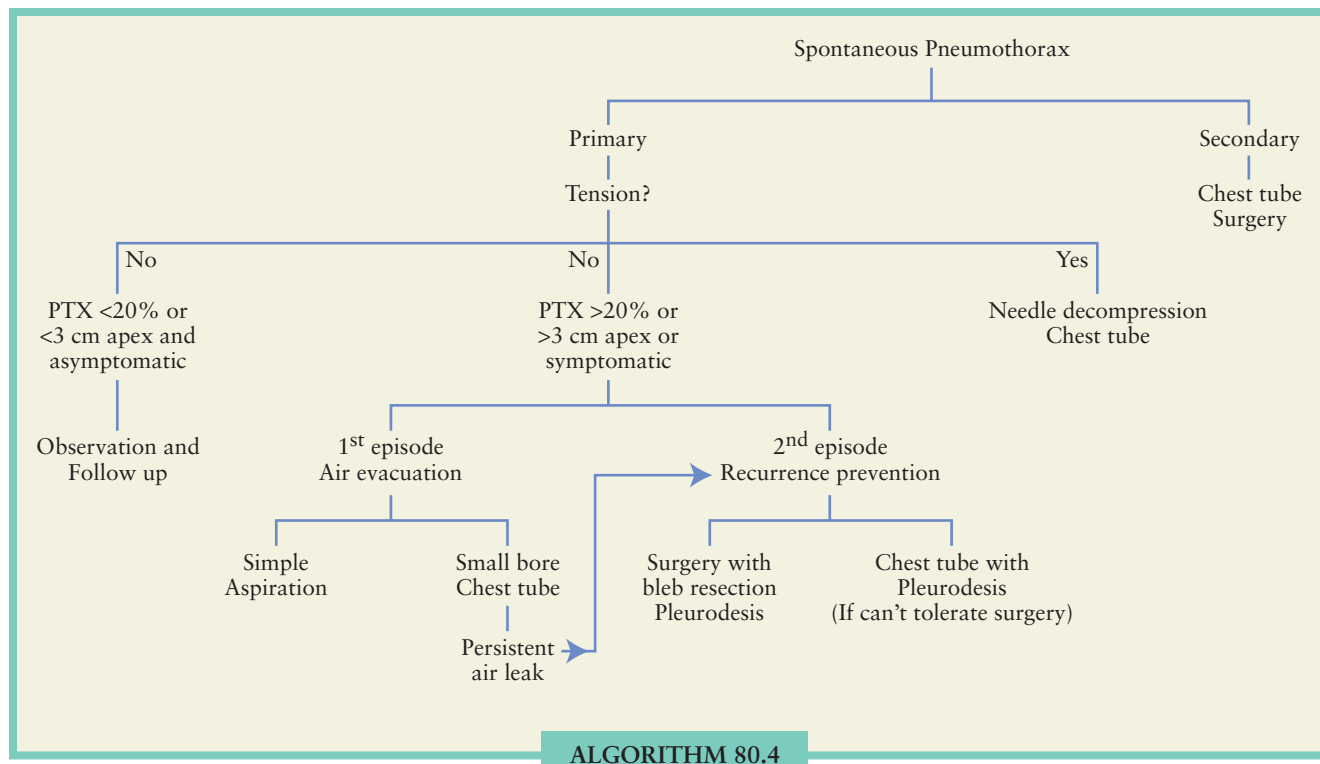 Spontaneous Pneumothorax
Primary
Secondary
Tension?
Chest tube
Surgery
No
No
Yes
PTX <20% or
<3 cm apex and
asymptomatic
PTX >20% or
>3 cm apex or
symptomatic
Needle decompression
Chest tube
Observation and
Follow up
1st episode
Air evacuation
2nd episode
Recurrence prevention
Simple
Aspiration
Small bore
Chest tube
Surgery with
bleb resection
Pleurodesis
Chest tube with
Pleurodesis
(If can't tolerate surgery)
Persistent
air leak
ALGORITHM 80.4